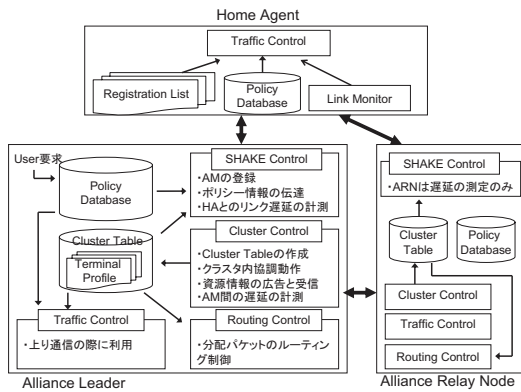 Home Agent
Traffic Control
Registration List
Policy
Database
Link Monitor
User要求
Policy
Database
SHAKE Control
・AMの登録
・ポリシー情報の伝達
・HAとのリンク遅延の計測
Cluster Table
Terminal
Profile
Cluster Control
・Cluster Tableの作成
・クラスタ内協調動作
・資源情報の広告と受信
・AM間の遅延の計測
Traffic Control
・上り通信の際に利用
Routing Control
・分配パケットのルーティ
ング制御
Alliance Leader
SHAKE Control
・ARNは遅延の測定のみ
Cluster
Table
Policy
Database
Cluster Control
Traffic Control
Routing Control
Alliance Relay Node